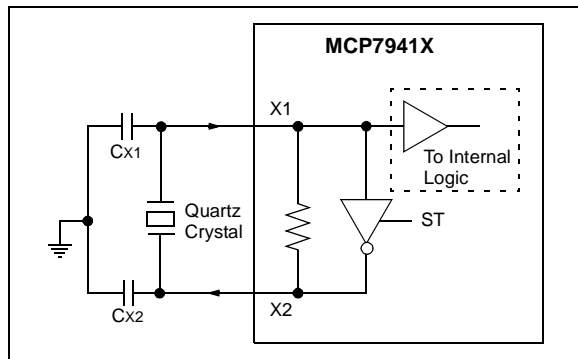 MCP7941X
X1
CX1
To Internal
Logic
Quartz
Crystal
ST
X2
CX2